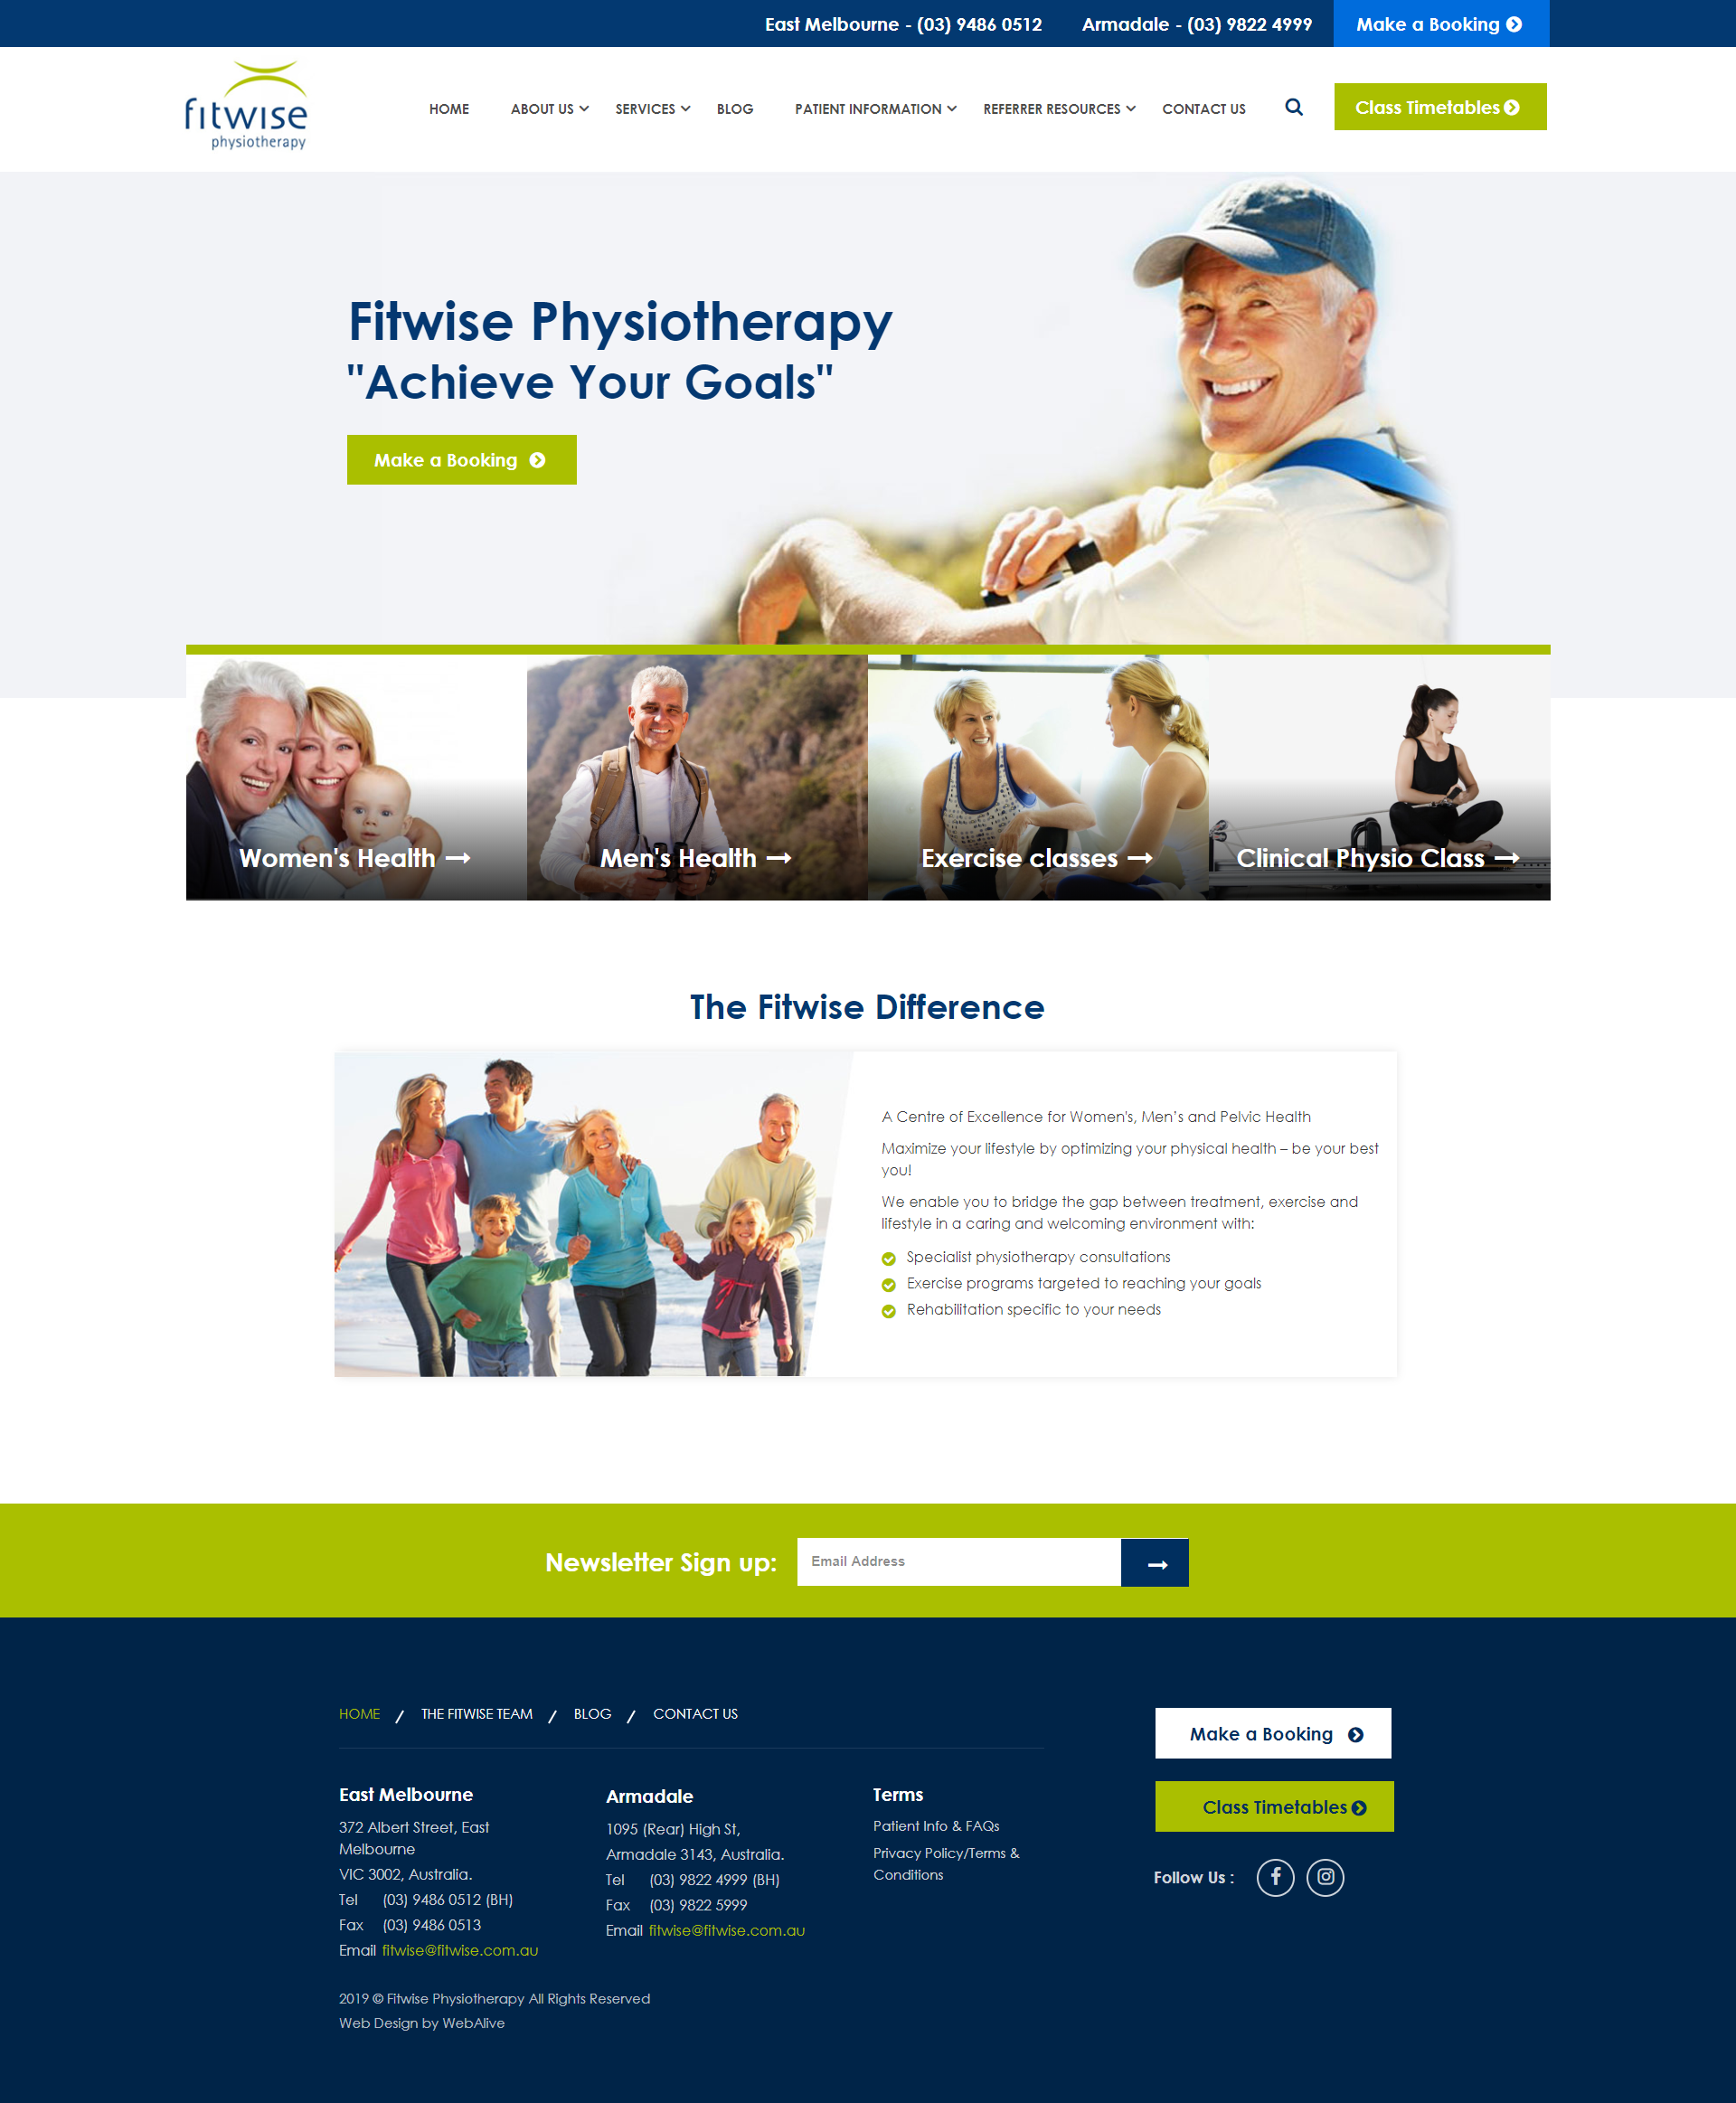 East Melbourne - (03) 9486 0512
Armadale - (03) 9822 4999
Make a Booking
fitwise
physiotherapy
HOME
ABOUT US
SERVICES
BLOG
PATIENT INFORMATION
REFERRER RESOURCES
CONTACT US
Class Timetables
Fitwise Physiotherapy
"Achieve Your Goals"
Make a Booking
Women's Health
Men's Health
Exercise classes
Clinical Physio Class
The Fitwise Difference
A Centre of Excellence for Women's, Men’s and Pelvic Health
Maximize your lifestyle by optimizing your physical health – be your best
you!
We enable you to bridge the gap between treatment, exercise and
lifestyle in a caring and welcoming environment with:
Specialist physiotherapy consultations
Exercise programs targeted to reaching your goals
Rehabilitation specific to your needs
Newsletter Sign up:
Email Address
HOME / THE FITWISE TEAM / BLOG / CONTACT US
East Melbourne
372 Albert Street, East
Melbourne
VIC 3002, Australia.
Tel (03) 9486 0512 (BH)
Fax (03) 9486 0513
Email fitwise@fitwise.com.au
Armadale
1095 (Rear) High St,
Armadale 3143, Australia.
Tel (03) 9822 4999 (BH)
Fax (03) 9822 5999
Email fitwise@fitwise.com.au
Terms
Patient Info & FAQs
Privacy Policy/Terms &
Conditions
Make a Booking
Class Timetables
Follow Us :
2019 © Fitwise Physiotherapy All Rights Reserved
Web Design by WebAlive